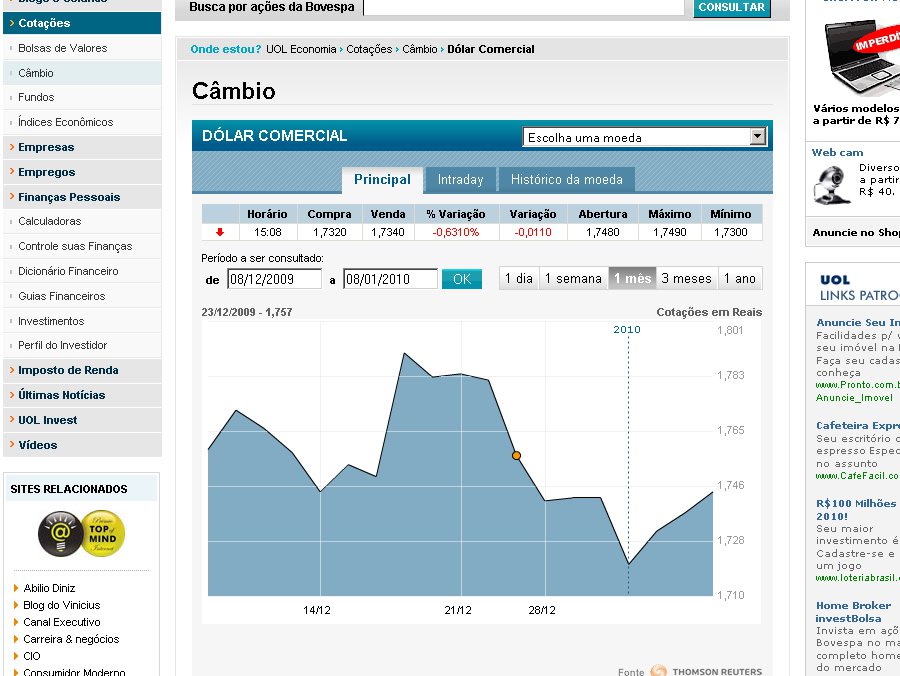 Busca por ações da Bovespa
CONSULTAR
Cotações
Bolsas de Valores
Câmbio
Fundos
Índices Econômicos
Empresas
Empregos
Finanças Pessoais
Calculadoras
Controle suas Finanças
Dicionário Financeiro
Guias Financeiros
Investimentos
Perfil do Investidor
Imposto de Renda
Últimas Notícias
UOL Invest
Vídeos
SITES RELACIONADOS
Prêmio
TOP of
MIND
Internet
Abilio Diniz
Blog do Vinicius
Canal Executivo
Carreira & negócios
CIO
Consumidor Moderno
Onde estou? UOL Economia › Cotações › Câmbio › Dólar Comercial
Câmbio
DÓLAR COMERCIAL
Escolha uma moeda
Principal Intraday Histórico da moeda
Horário Compra Venda % Variação Variação Abertura Máximo Mínimo
15:08 1,7320 1,7340 -0,6310% -0,0110 1,7480 1,7490 1,7300
Período a ser consultado:
de 08/12/2009 a 08/01/2010 OK 1 dia 1 semana 1 mês 3 meses 1 ano
23/12/2009 - 1,757 Cotações em Reais
2010 1,801
1,783
1,765
1,746
1,728
1,710
14/12 21/12 28/12
Fonte THOMSON REUTERS
IMPERDÍ
Vários modelos
a partir de R$ 7
Web cam
Diverso
a partir
R$ 40.
Anuncie no Shop
UOL
LINKS PATRO
Anuncie Seu Im
Facilidades p/ v
seu imóvel na
Faça seu cadas
conheça
www.Pronto.com.b
Anuncie_Imovel
Cafeteira Expre
Seu escritório c
espresso Espec
no assunto
www.CafeFacil.co
R$100 Milhões
2010!
Seu maior
investimento é
Cadastre-se e
um jogo
www.loteriabrasil.c
Home Broker
investBolsa
Invista em açõ
Bovespa no ma
completo home
do mercado